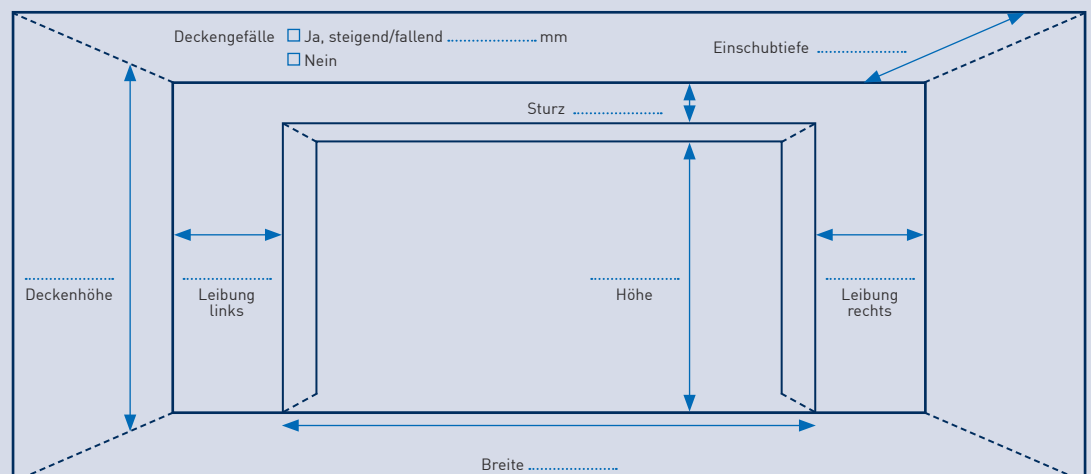 Deckengefälle ☐ Ja, steigend/fallend .................... mm
☐ Nein
Einschubtiefe ....................
Sturz ....................
....................
Deckenhöhe
....................
Leibung
links
....................
Höhe
....................
Leibung
rechts
Breite ....................